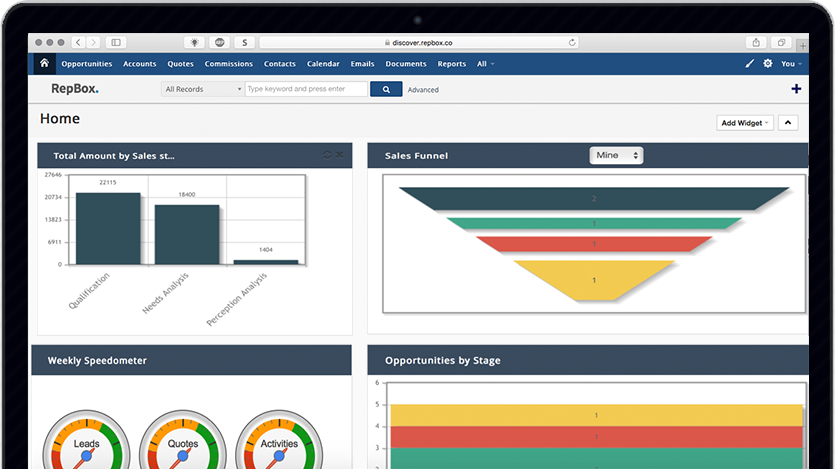 S
discover.repbox.co
Opportunities Accounts Quotes Commissions Contacts Calendar Emails Documents Reports All You
RepBox. All Records Type keyword and press enter Advanced
Home
Add Widget
Total Amount by Sales st...
27646
20734
13823
6911
0
22115
18400
1404
Qualification
Needs Analysis
Perception Analysis
Sales Funnel Mine
2
1
1
1
Weekly Speedometer
Leads Quotes Activities
Opportunities by Stage
6
5
4
3
1
1